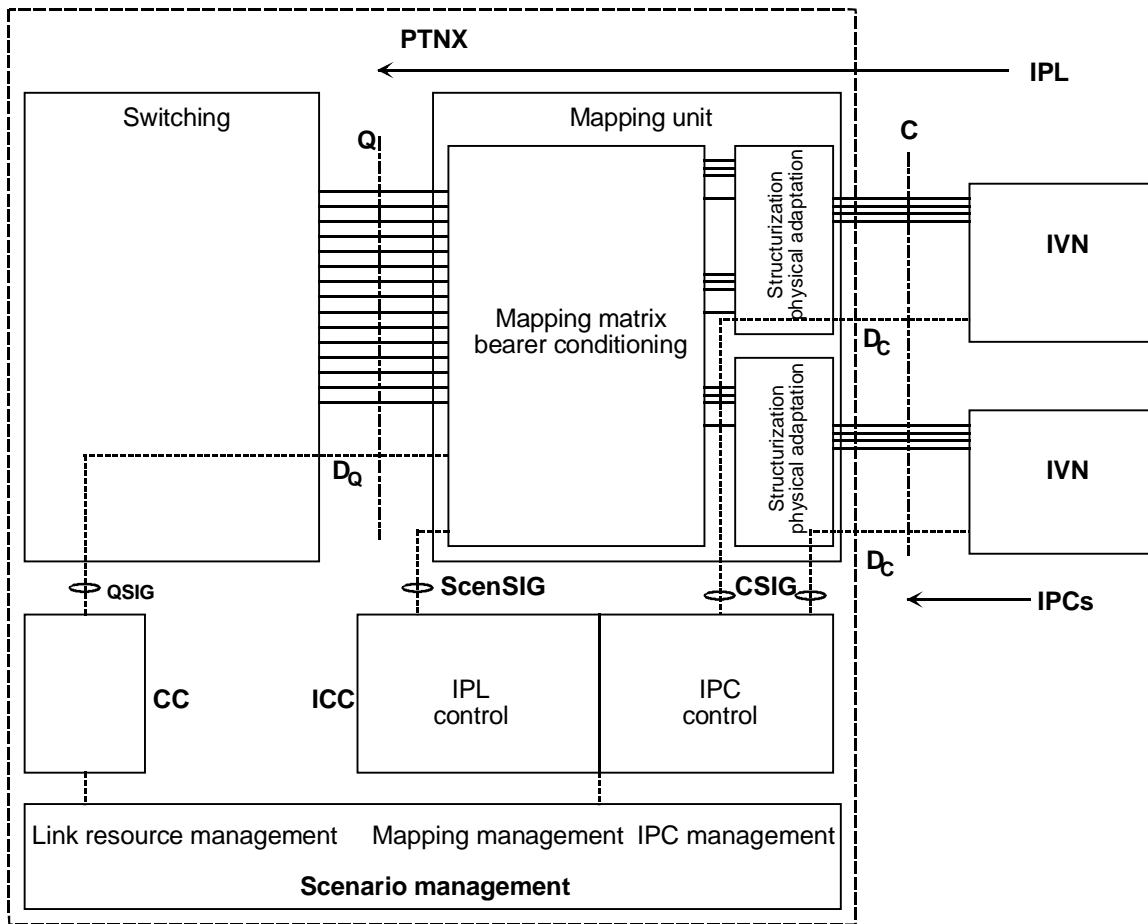 PTNX
IPL
Switching
Mapping unit
Q
C
Structurization
physical adaptation
IVN
Mapping matrix
bearer conditioning
DC
Structurization
physical adaptation
IVN
DQ
DC
QSIG
ScenSIG
CSIG
IPCs
CC
ICC
IPL
control
IPC
control
Link resource management
Mapping management
IPC management
Scenario management